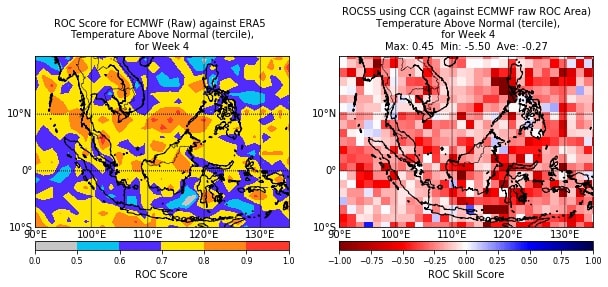 ROC Score for ECMWF (Raw) against ERA5
Temperature Above Normal (tercile),
for Week 4
10°N
0°
10°S
90°E 100°E 110°E 120°E 130°E
0.0 0.5 0.6 0.7 0.8 0.9 1.0
ROC Score
ROCSS using CCR (against ECMWF raw ROC Area)
Temperature Above Normal (tercile),
for Week 4
Max: 0.45 Min: -5.50 Ave: -0.27
10°N
0°
10°S
90°E 100°E 110°E 120°E 130°E
−1.00 −0.75 −0.50 −0.25 0.00 0.25 0.50 0.75 1.00
ROC Skill Score